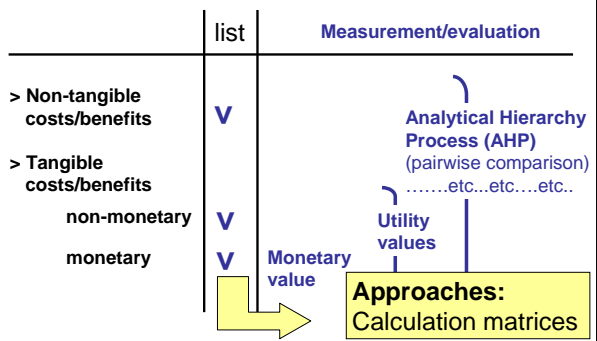 list
Measurement/evaluation
> Non-tangible
costs/benefits
V
Analytical Hierarchy
Process (AHP)
(pairwise comparison)
…….etc...etc….etc..
> Tangible
costs/benefits
non-monetary
V
Utility
values
monetary
V
Monetary
value
Approaches:
Calculation matrices